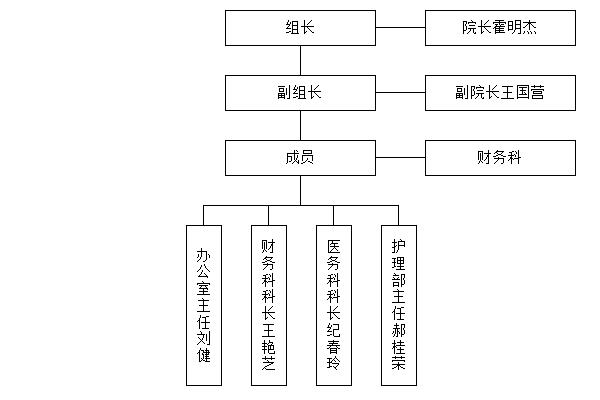 组长
院长霍明杰
副组长
副院长王国营
成员
财务科
办公室主任刘健
财务科科长王艳芝
医务科科长纪春玲
护理部主任郝桂荣